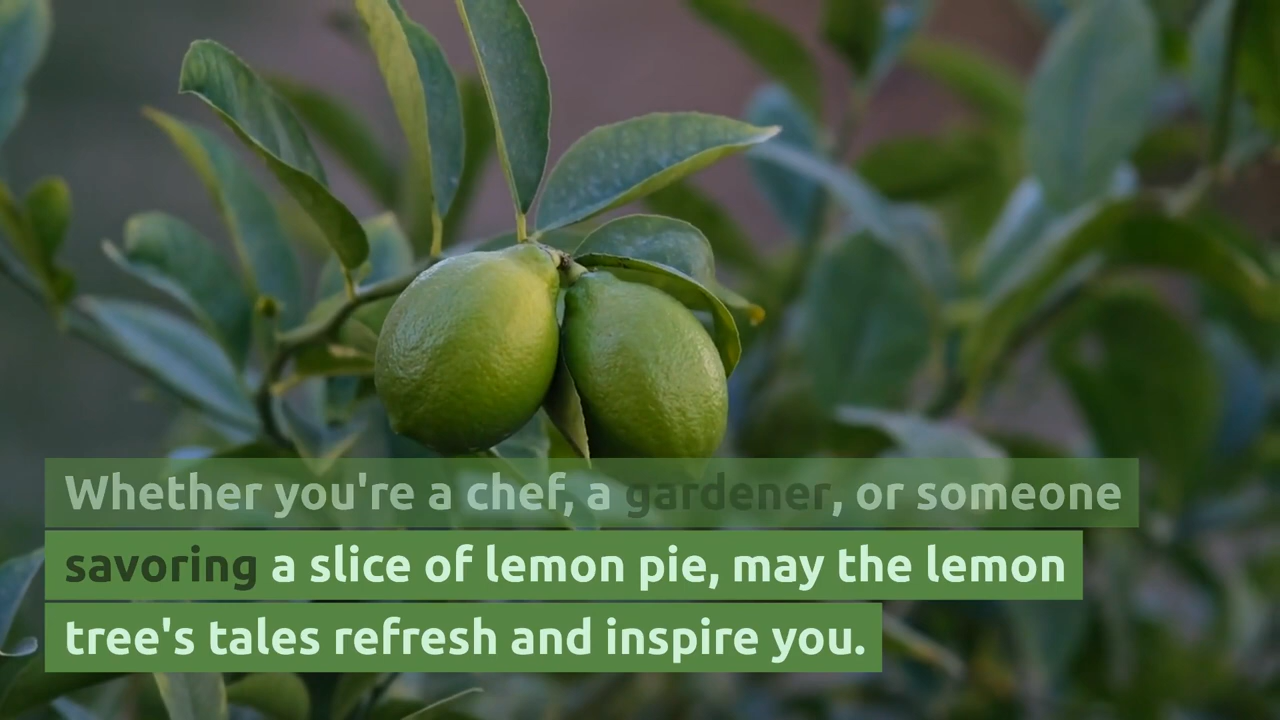 Whether you're a chef, a gardener, or someone
savoring a slice of lemon pie, may the lemon
tree's tales refresh and inspire you.